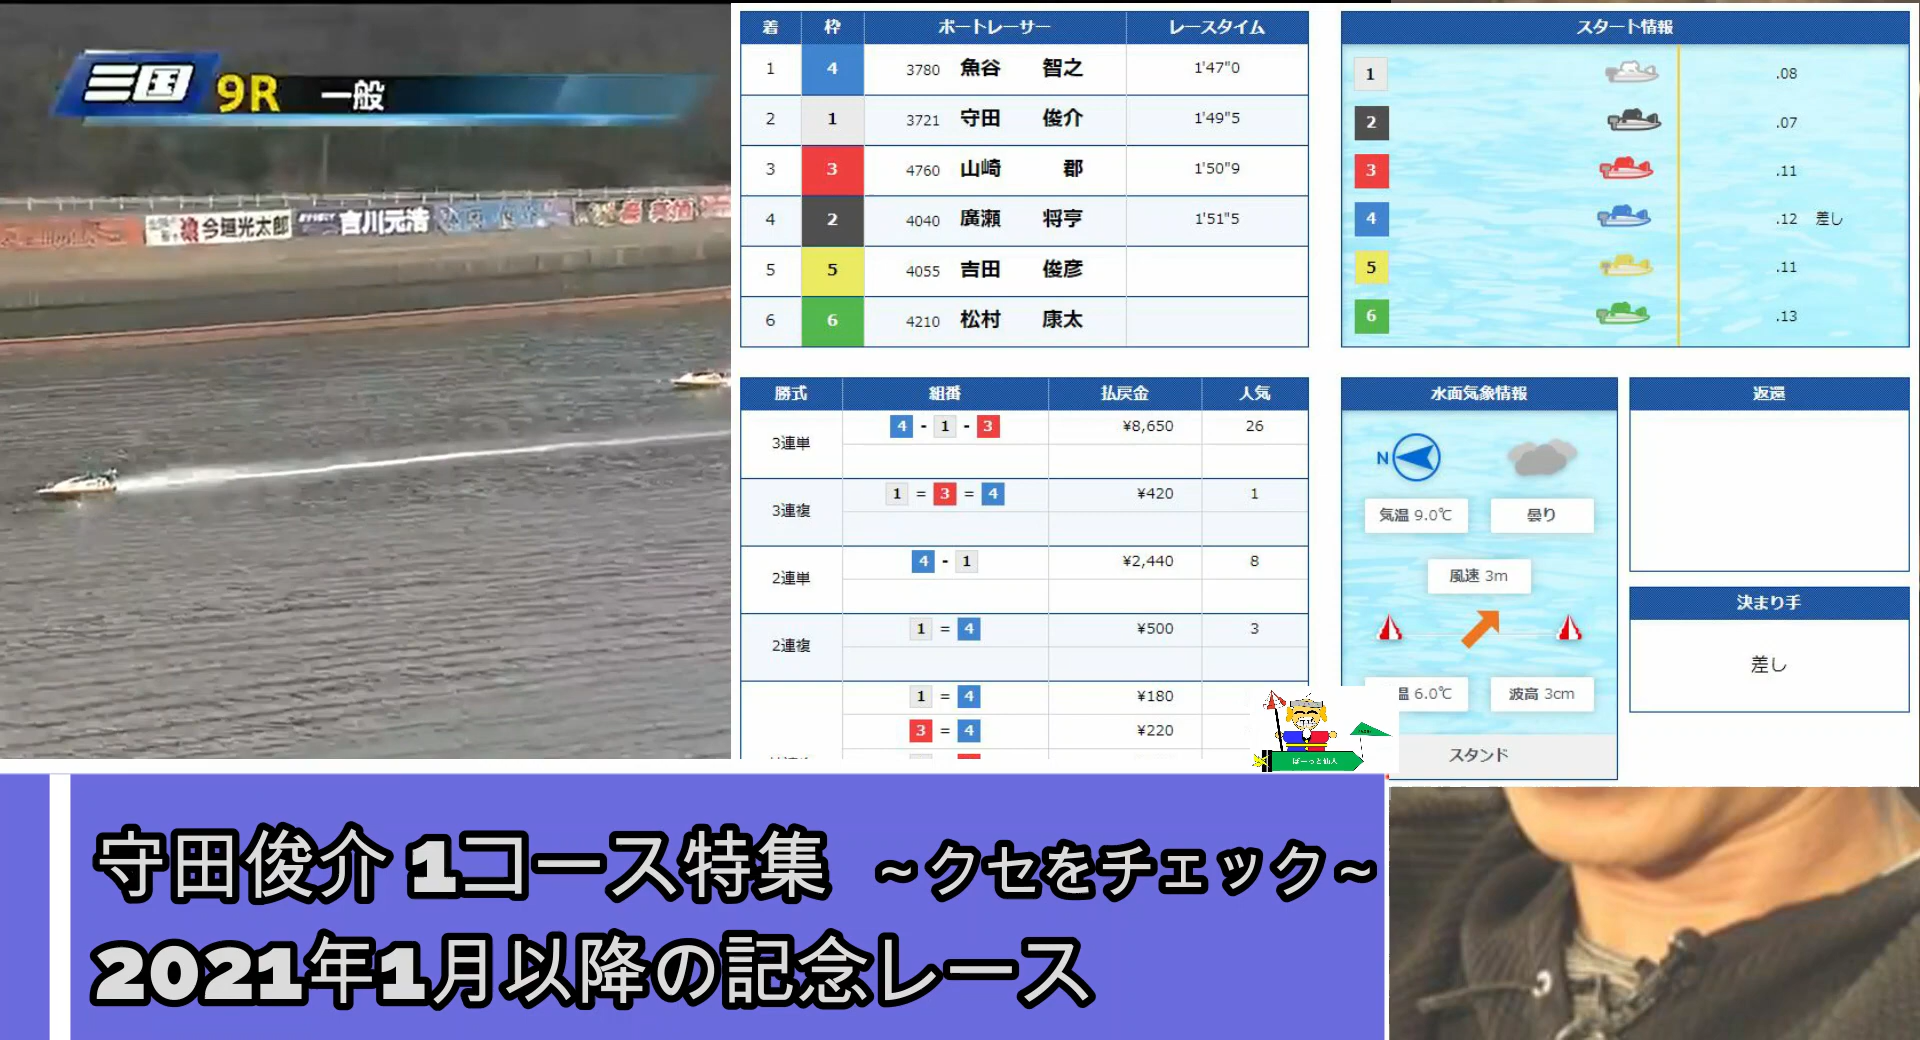 三国 9R 一般
今垣光太郎 吉川元浩
着 枠 ボートレーサー レースタイム
1 4 3780 魚谷 智之 1'47"0
2 1 3721 守田 俊介 1'49"5
3 3 4760 山崎 郡 1'50"9
4 2 4040 廣瀬 将亨 1'51"5
5 5 4055 吉田 俊彦
6 6 4210 松村 康太
スタート情報
1 .08
2 .07
3 .11
4 .12 差し
5 .11
6 .13
勝式 組番 払戻金 人気
3連単 4 - 1 - 3 ¥8,650 26
3連複 1 = 3 = 4 ¥420 1
2連単 4 - 1 ¥2,440 8
2連複 1 = 4 ¥500 3
1 = 4 ¥180
3 = 4 ¥220
水面気象情報
N
気温 9.0℃ 曇り
風速 3m
温 6.0℃ 波高 3cm
スタンド
返還
決まり手
差し
ぼーっと仙人
守田俊介 1コース特集 ～クセをチェック～
2021年1月以降の記念レース